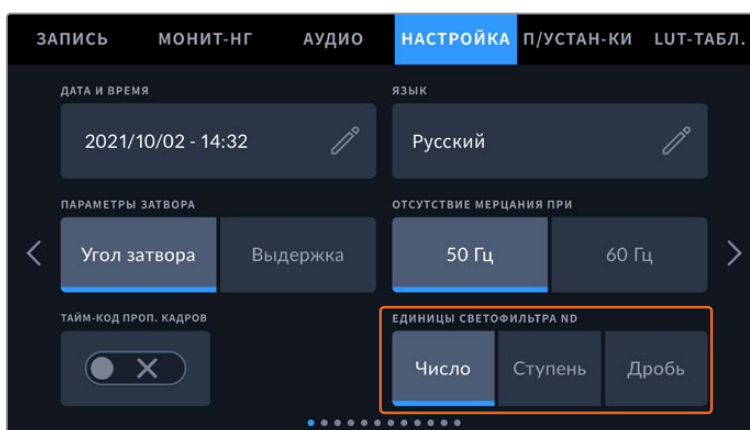 ЗАПИСЬ МОНИТ-НГ АУДИО НАСТРОЙКА П/УСТАН-КИ LUT-ТАБЛ.
ДАТА И ВРЕМЯ ЯЗЫК
2021/10/02 - 14:32 Русский
ПАРАМЕТРЫ ЗАТВОРА ОТСУТСТВИЕ МЕРЦАНИЯ ПРИ
Угол затвора Выдержка 50 Гц 60 Гц
ТАЙМ-КОД ПРОП. КАДРОВ ЕДИНИЦЫ СВЕТОФИЛЬТРА ND
Число Ступень Дробь